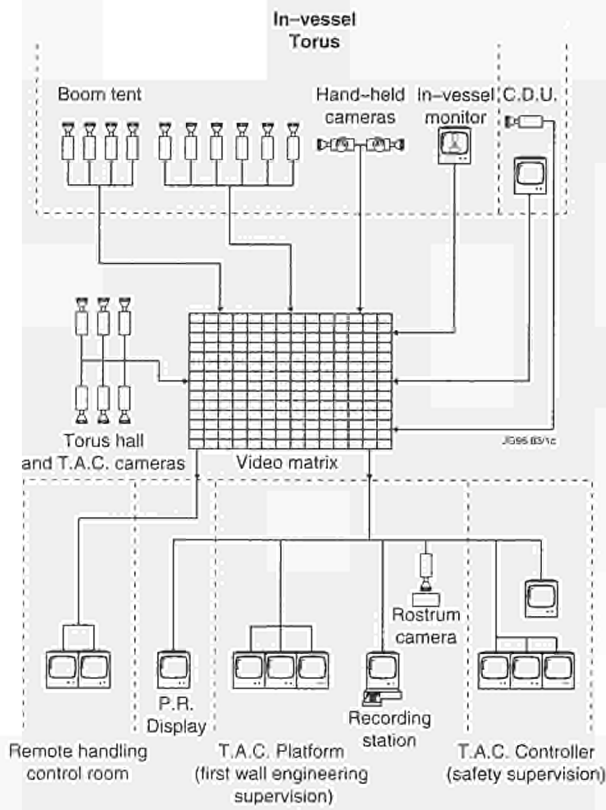 In-vessel
Torus
Boom tent
Hand-held
cameras
In-vessel
monitor
C.D.U.
Torus hall
and T.A.C. cameras
Video matrix
JG95.83/1c
Rostrum
camera
P.R.
Display
Recording
station
Remote handling
control room
T.A.C. Platform
(first wall engineering
supervision)
T.A.C. Controller
(safety supervision)